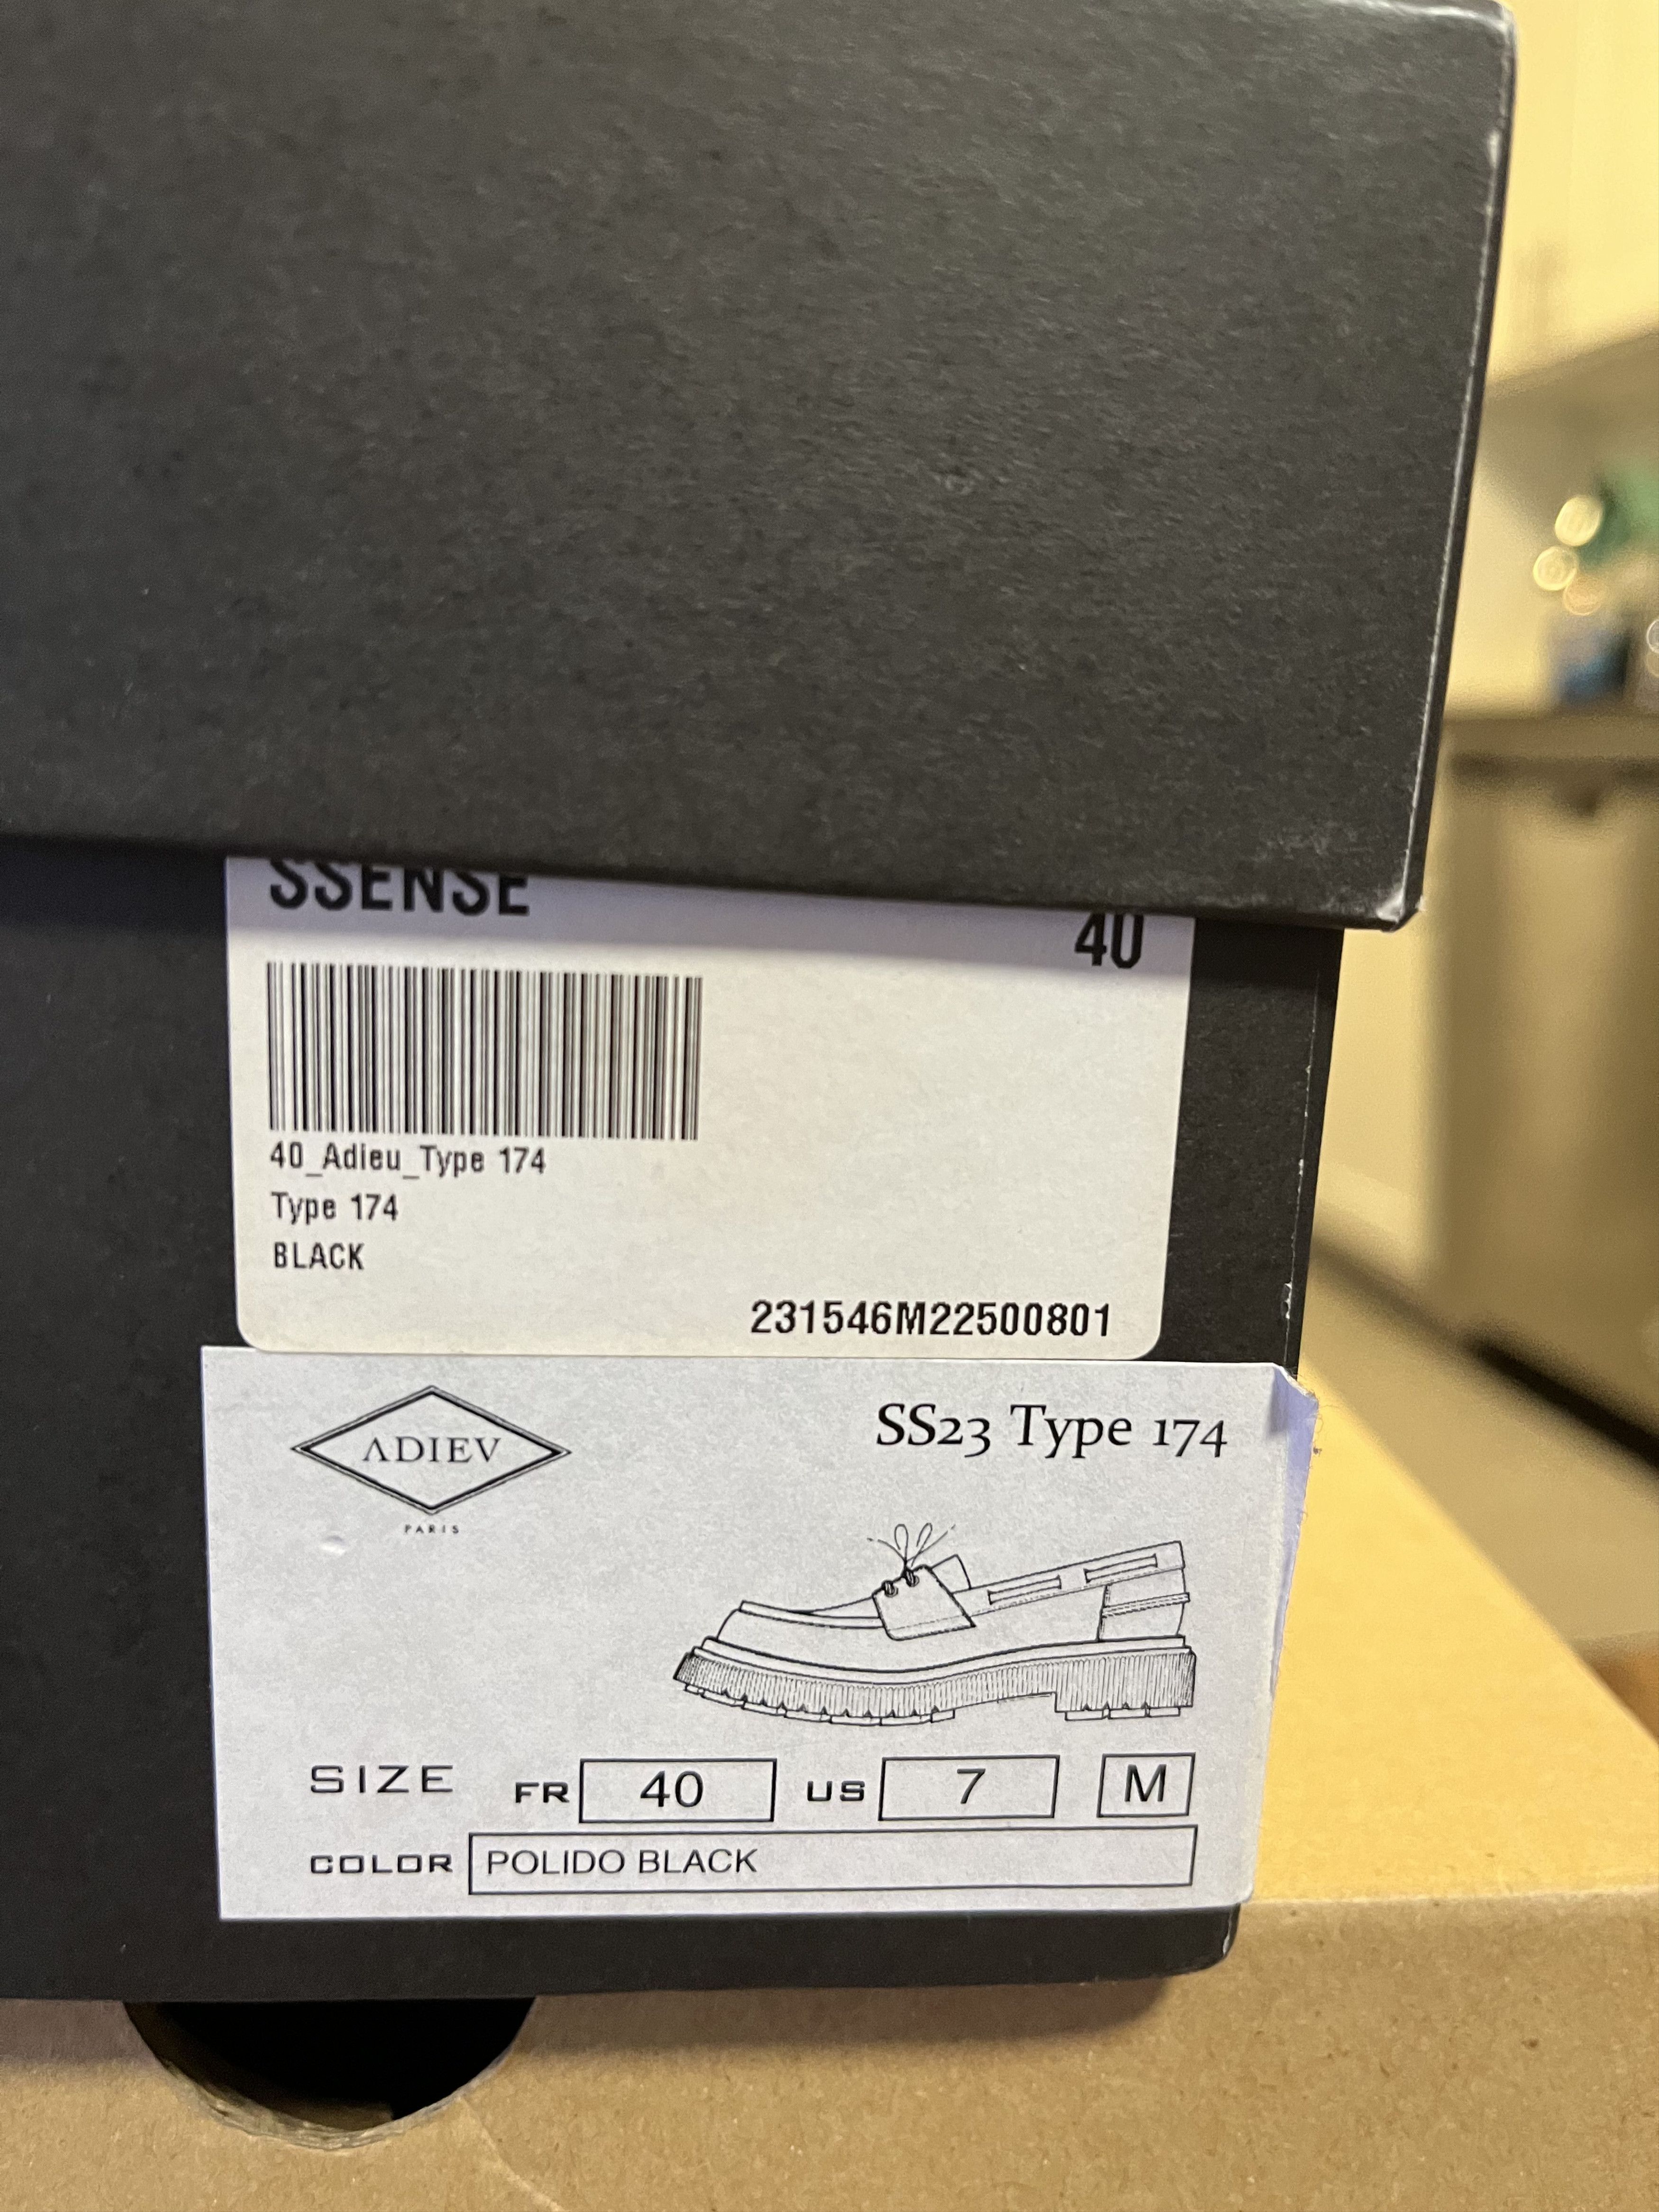 SSENSE
40
40_Adieu_Type 174
Type 174
BLACK
231546M22500801
ADIEV
PARIS
SS23 Type 174
SIZE FR 40 US 7 M
COLOR POLIDO BLACK